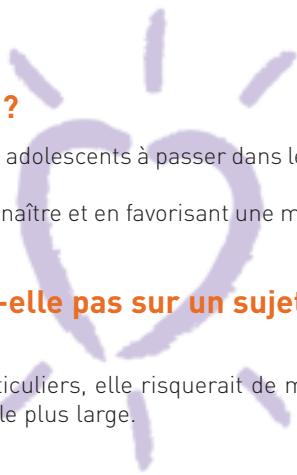 ?
adolescents à passer dans le
naître et en favorisant une m
-elle pas sur un sujet
ticuliers, elle risquerait de m
le plus large.